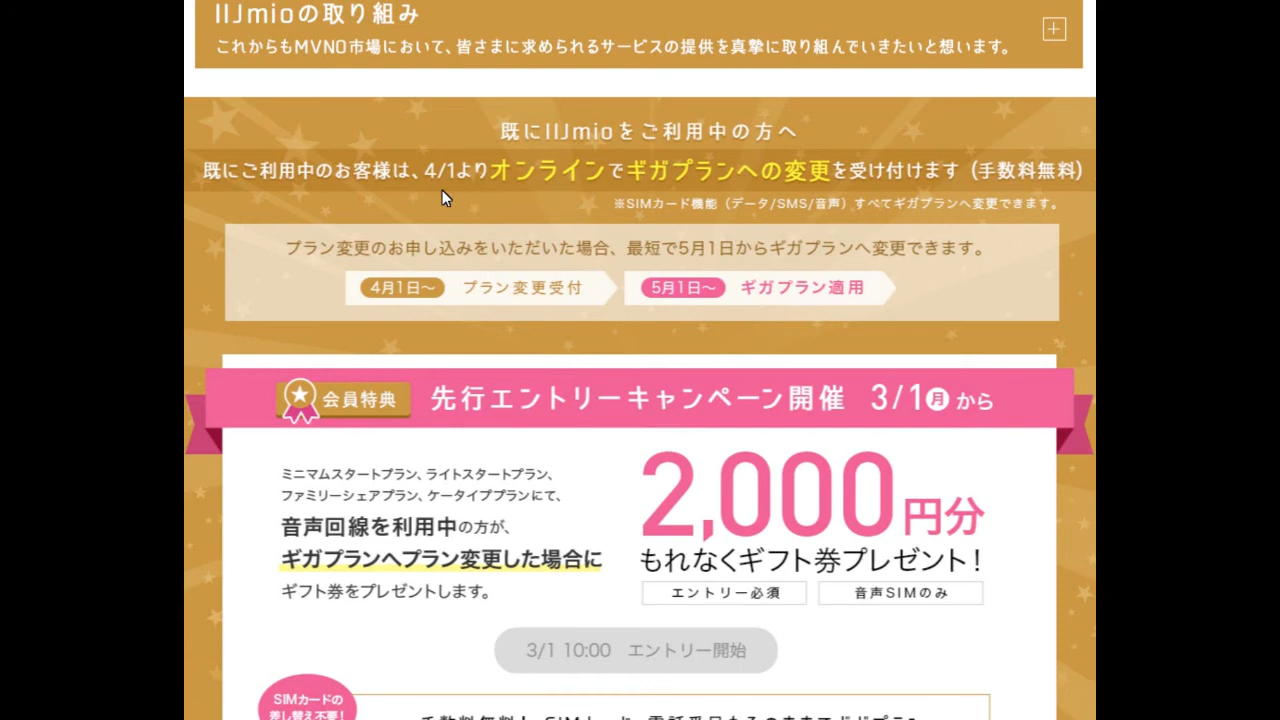 IIJmioの取り組み
これからもMVNO市場において、皆さまに求められるサービスの提供を真摯に取り組んでいきたいと想います。
既にIIJmioをご利用中の方へ
既にご利用中のお客様は、4/1よりオンラインでギガプランへの変更を受け付けます（手数料無料）
※SIMカード機能（データ/SMS/音声）すべてギガプランへ変更できます。
プラン変更のお申し込みをいただいた場合、最短で5月1日からギガプランへ変更できます。
4月1日～ プラン変更受付 5月1日～ ギガプラン適用
会員特典 先行エントリーキャンペーン開催 3/1月から
ミニマムスタートプラン、ライトスタートプラン、
ファミリーシェアプラン、ケータイプランにて、
音声回線を利用中の方が、
ギガプランへプラン変更した場合に
ギフト券をプレゼントします。
2,000円分
もれなくギフト券プレゼント！
エントリー必須 音声SIMのみ
3/1 10:00 エントリー開始
SIMカードの
差し替え不要！